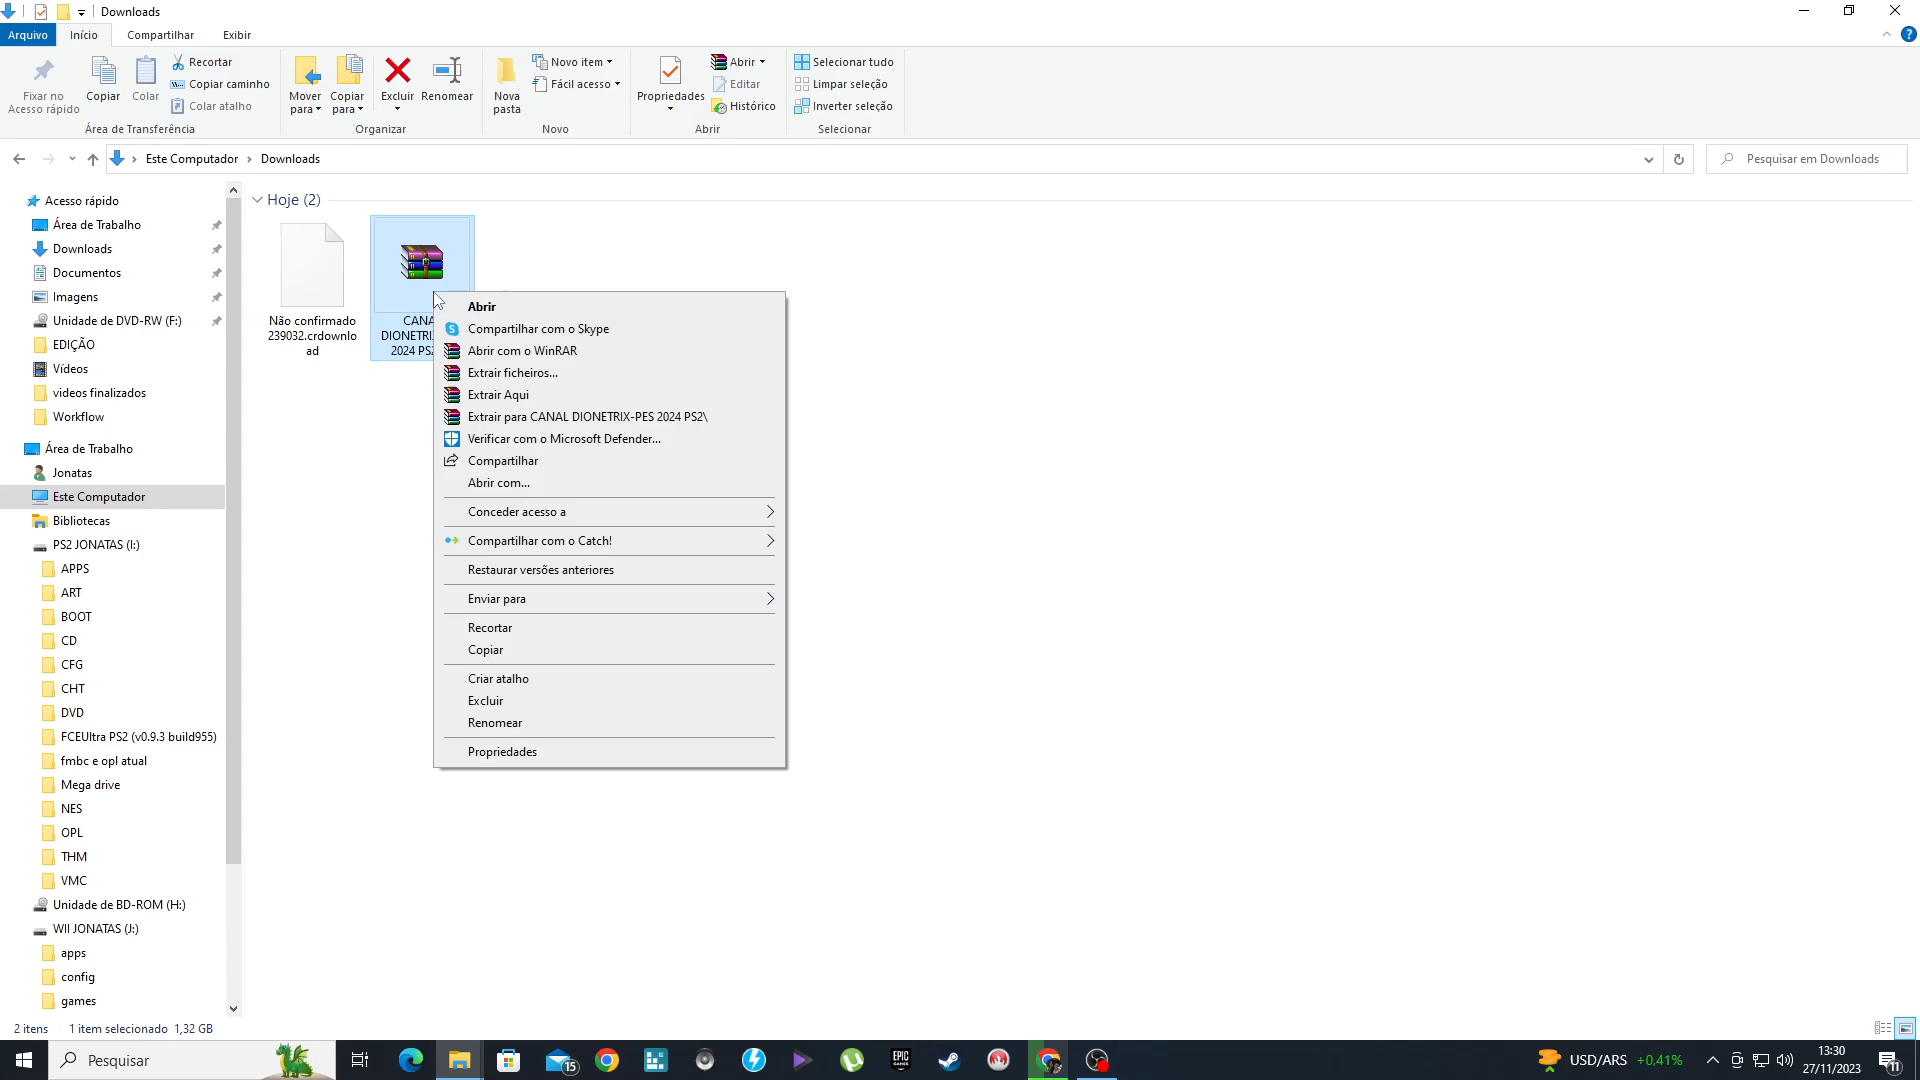 Downloads
Arquivo
Início
Compartilhar
Exibir
Fixar no
Acesso rápido
Copiar
Colar
Recortar
Copiar caminho
Colar atalho
Área de Transferência
Mover
para
Copiar
para
Excluir
Renomear
Organizar
Nova
pasta
Novo item
Fácil acesso
Novo
Propriedades
Abrir
Editar
Histórico
Abrir
Selecionar tudo
Limpar seleção
Inverter seleção
Selecionar
Este Computador
Downloads
Pesquisar em Downloads
Acesso rápido
Área de Trabalho
Downloads
Documentos
Imagens
Unidade de DVD-RW (F:)
EDIÇÃO
Vídeos
videos finalizados
Workflow
Área de Trabalho
Jonatas
Este Computador
Bibliotecas
PS2 JONATAS (I:)
APPS
ART
BOOT
CD
CFG
CHT
DVD
FCEUltra PS2 (v0.9.3 build955)
fmbc e opl atual
Mega drive
NES
OPL
THM
VMC
Unidade de BD-ROM (H:)
WII JONATAS (J:)
apps
config
games
Hoje (2)
Não confirmado
239032.crdownlo
ad
CANA
DIONETRI
2024 PS
Abrir
Compartilhar com o Skype
Abrir com o WinRAR
Extrair ficheiros...
Extrair Aqui
Extrair para CANAL DIONETRIX-PES 2024 PS2\
Verificar com o Microsoft Defender...
Compartilhar
Abrir com...
Conceder acesso a
Compartilhar com o Catch!
Restaurar versões anteriores
Enviar para
Recortar
Copiar
Criar atalho
Excluir
Renomear
Propriedades
2 itens
1 item selecionado 1,32 GB
Pesquisar
15
EPIC
USD/ARS +0,41%
13:30
27/11/2023
11